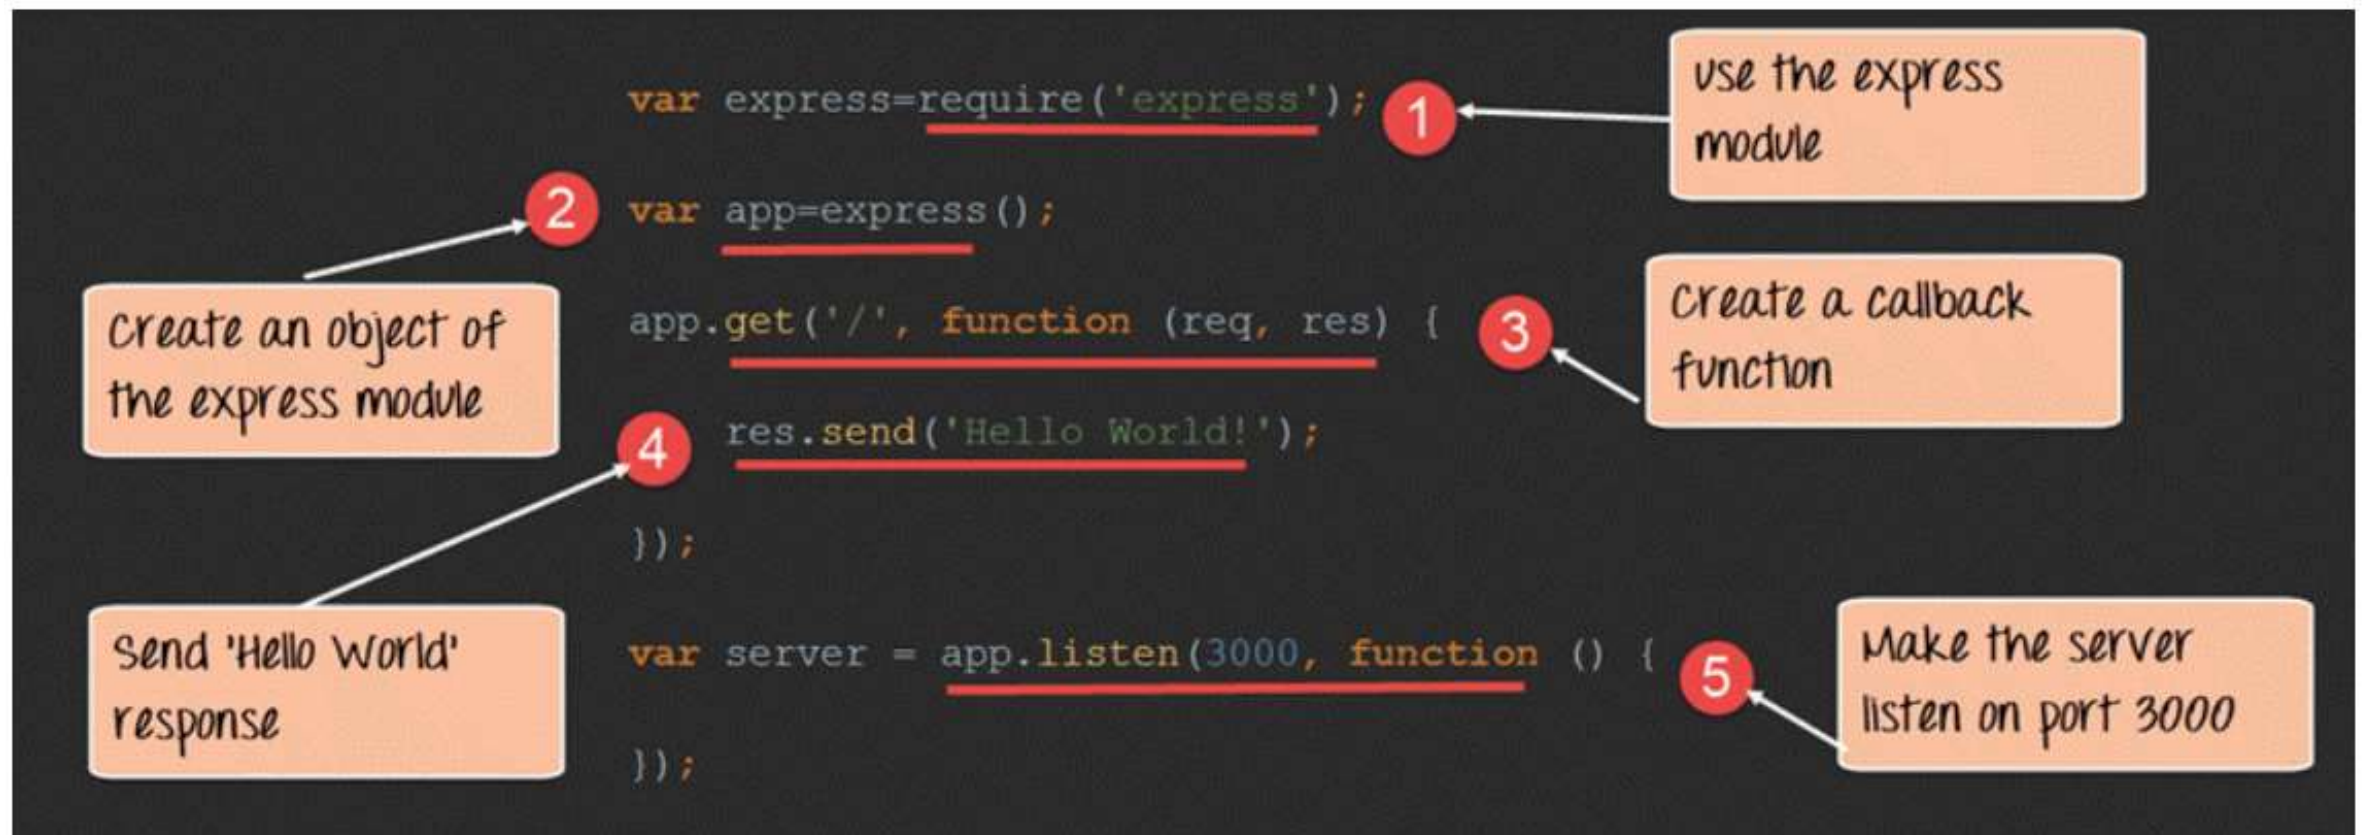 var express=require('express');
1
use the express
module
2
var app=express();
Create an object of
the express module
app.get('/', function (req, res) {
3
Create a callback
function
4
res.send('Hello World!');
});
Send 'Hello World'
response
var server = app.listen(3000, function () {
5
Make the server
listen on port 3000
});